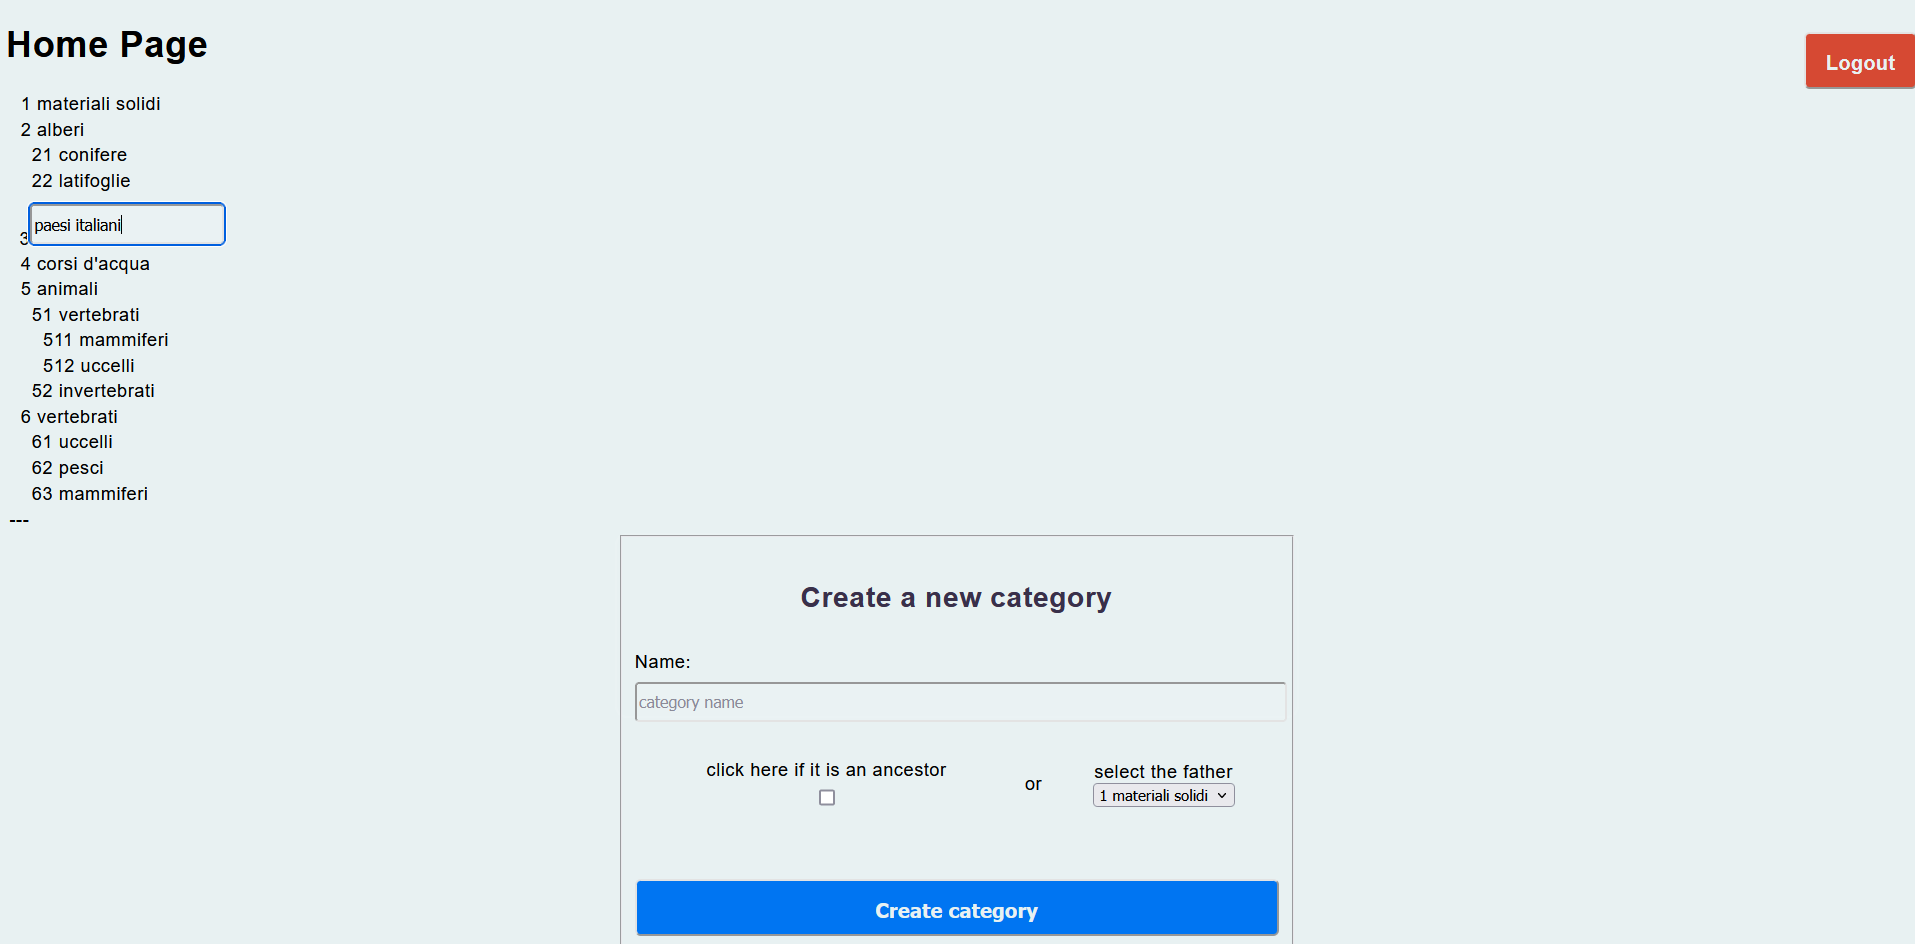 Home Page
Logout
1 materiali solidi
2 alberi
21 conifere
22 latifoglie
3 paesi italiani
4 corsi d'acqua
5 animali
51 vertebrati
511 mammiferi
512 uccelli
52 invertebrati
6 vertebrati
61 uccelli
62 pesci
63 mammiferi
---
Create a new category
Name:
category name
click here if it is an ancestor
or
select the father
1 materiali solidi
Create category